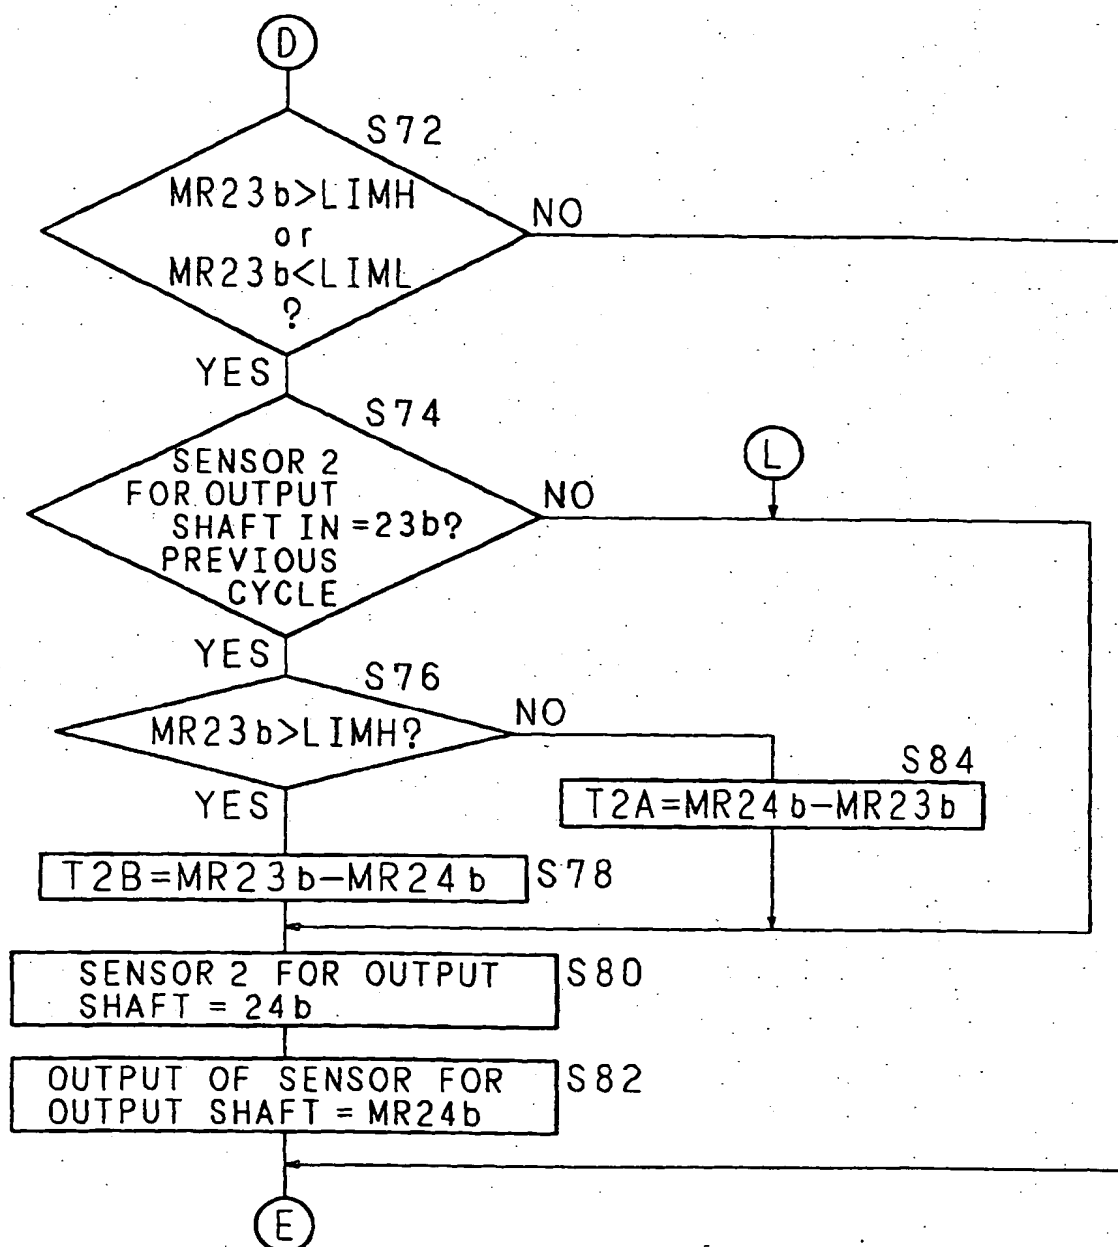 D
S72
MR23b>LIMH
or
MR23b<LIML
?
NO
YES
S74
SENSOR 2
FOR OUTPUT
SHAFT IN =23b?
PREVIOUS
CYCLE
NO
L
YES
S76
MR23b>LIMH?
NO
YES
S84
T2A=MR24b-MR23b
T2B=MR23b-MR24b
S78
SENSOR 2 FOR OUTPUT
SHAFT = 24b
S80
OUTPUT OF SENSOR FOR
OUTPUT SHAFT = MR24b
S82
E